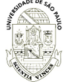 UNIVERSIDADE DE SÃO PAULO
SCIENTIA VINCES